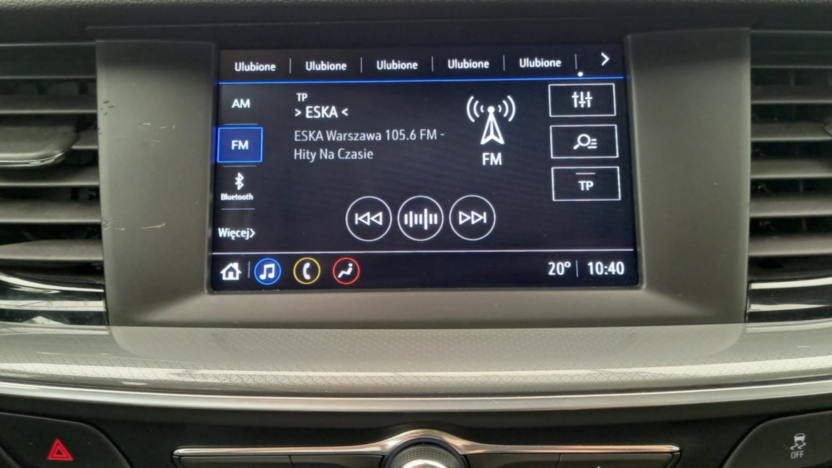 Ulubione Ulubione Ulubione Ulubione Ulubione
AM
TP
> ESKA <
FM
ESKA Warszawa 105.6 FM -
Hity Na Czasie
FM
TP
Bluetooth
Więcej>
20° 10:40
OFF